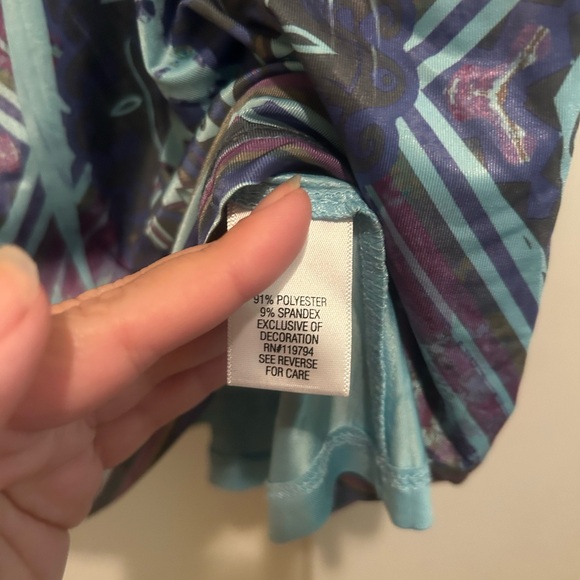 91% POLYESTER
9% SPANDEX
EXCLUSIVE OF
DECORATION
RN#119794
SEE REVERSE
FOR CARE